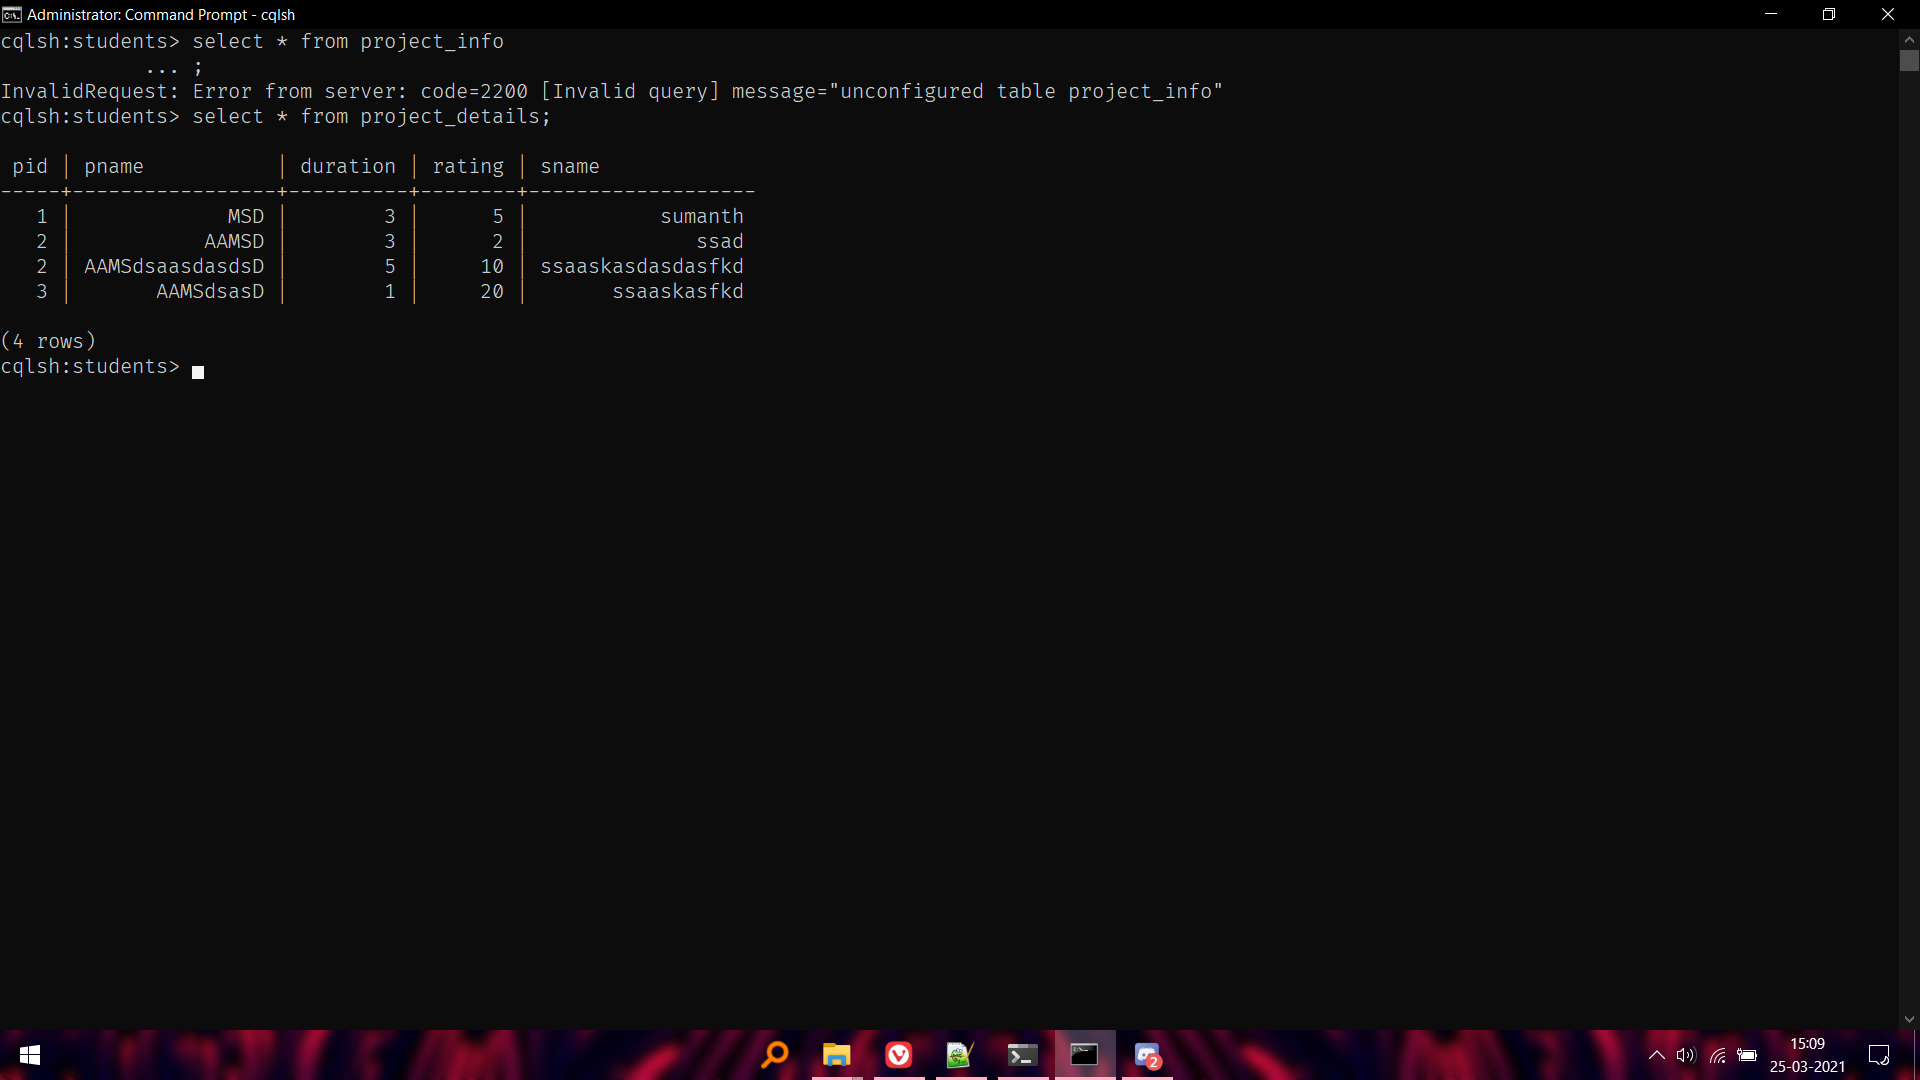 Administrator: Command Prompt - cqlsh
cqlsh:students> select * from project_info
            ... ;
InvalidRequest: Error from server: code=2200 [Invalid query] message="unconfigured table project_info"
cqlsh:students> select * from project_details;
 pid | pname           | duration | rating | sname
-----+-----------------+----------+--------+-------------------
   1 |             MSD |        3 |      5 |           sumanth
   2 |           AAMSD |        3 |      2 |              ssad
   2 | AAMSdsaasdasdsD |        5 |     10 | ssaaskasdasdasfkd
   3 |       AAMSdsasD |        1 |     20 |       ssaaskasfkd
(4 rows)
cqlsh:students>
2
15:09
25-03-2021